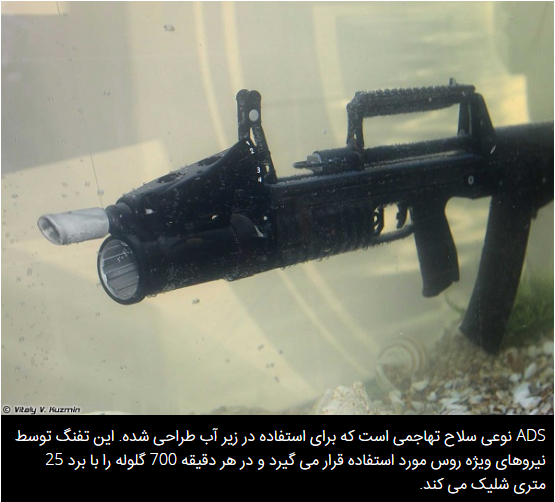 © Vitaly V. Kuzmin
ADS نوعی سلاح تهاجمی است که برای استفاده در زیر آب طراحی شده. این تفنگ توسط
نیروهای ویژه روس مورد استفاده قرار می گیرد و در هر دقیقه 700 گلوله را با برد 25
متری شلیک می کند.